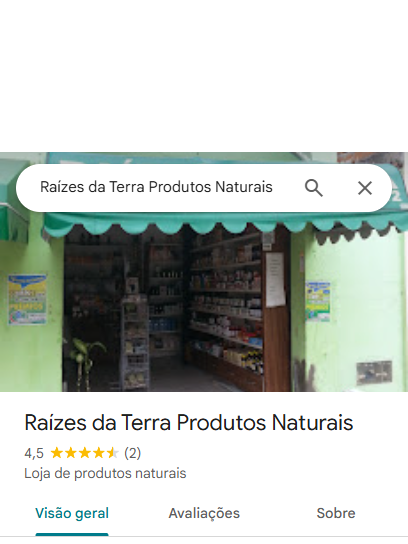 Raízes da Terra Produtos Naturais
Raízes da Terra Produtos Naturais
4,5 (2)
Loja de produtos naturais
Visão geral
Avaliações
Sobre